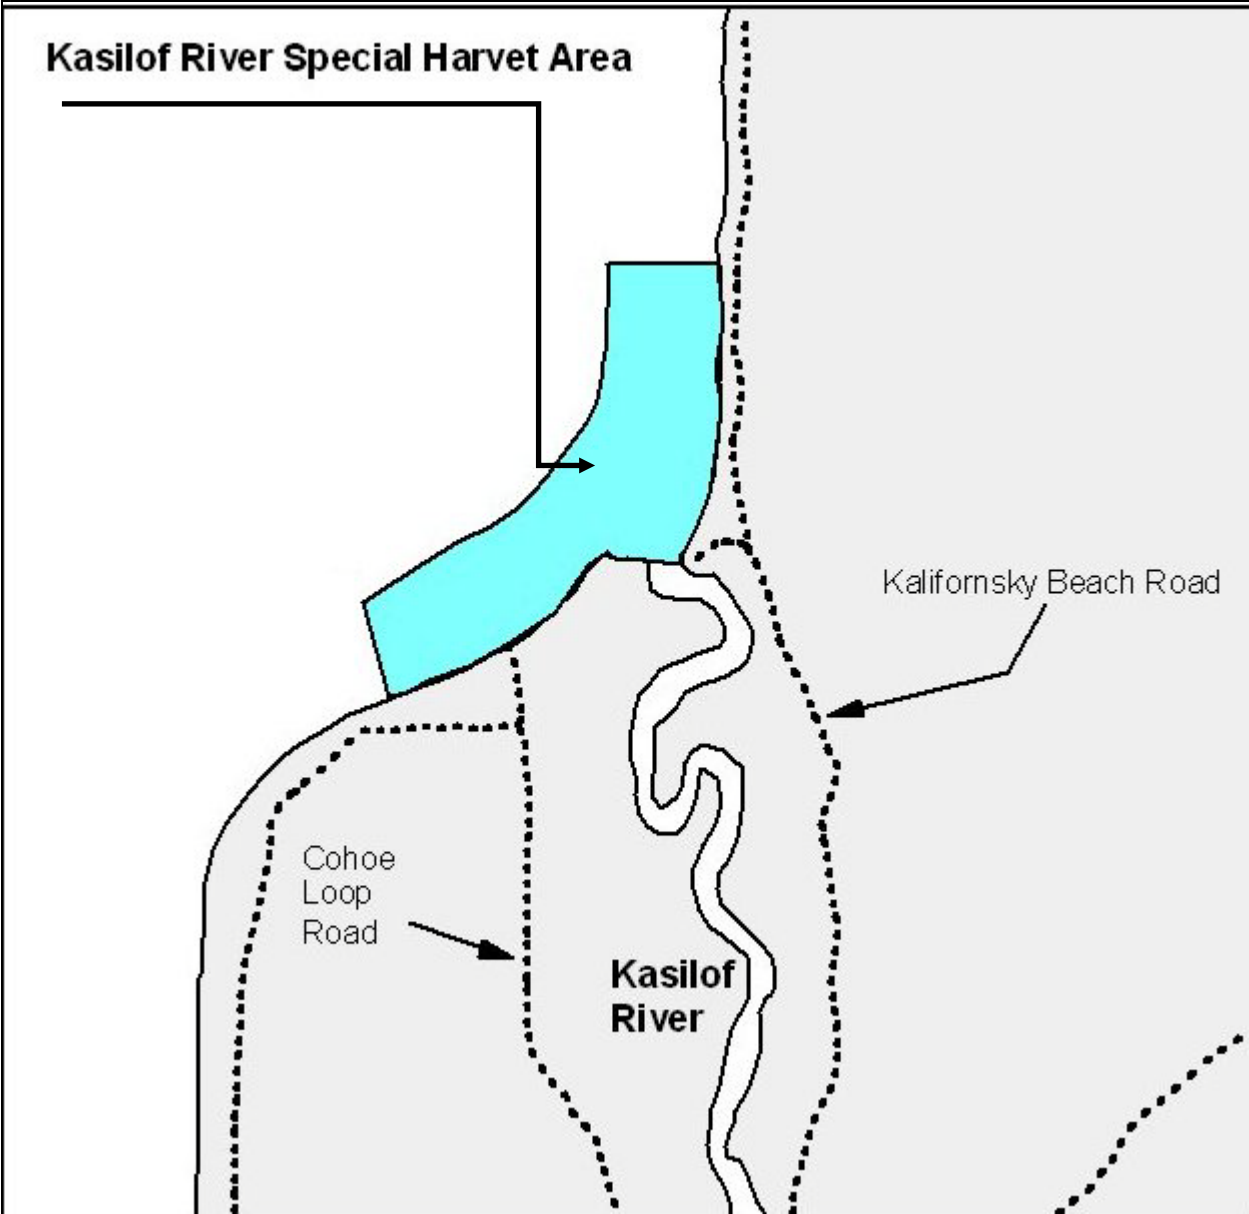 Kasilof River Special Harvet Area
Kalifornsky Beach Road
Cohoe
Loop
Road
Kasilof
River